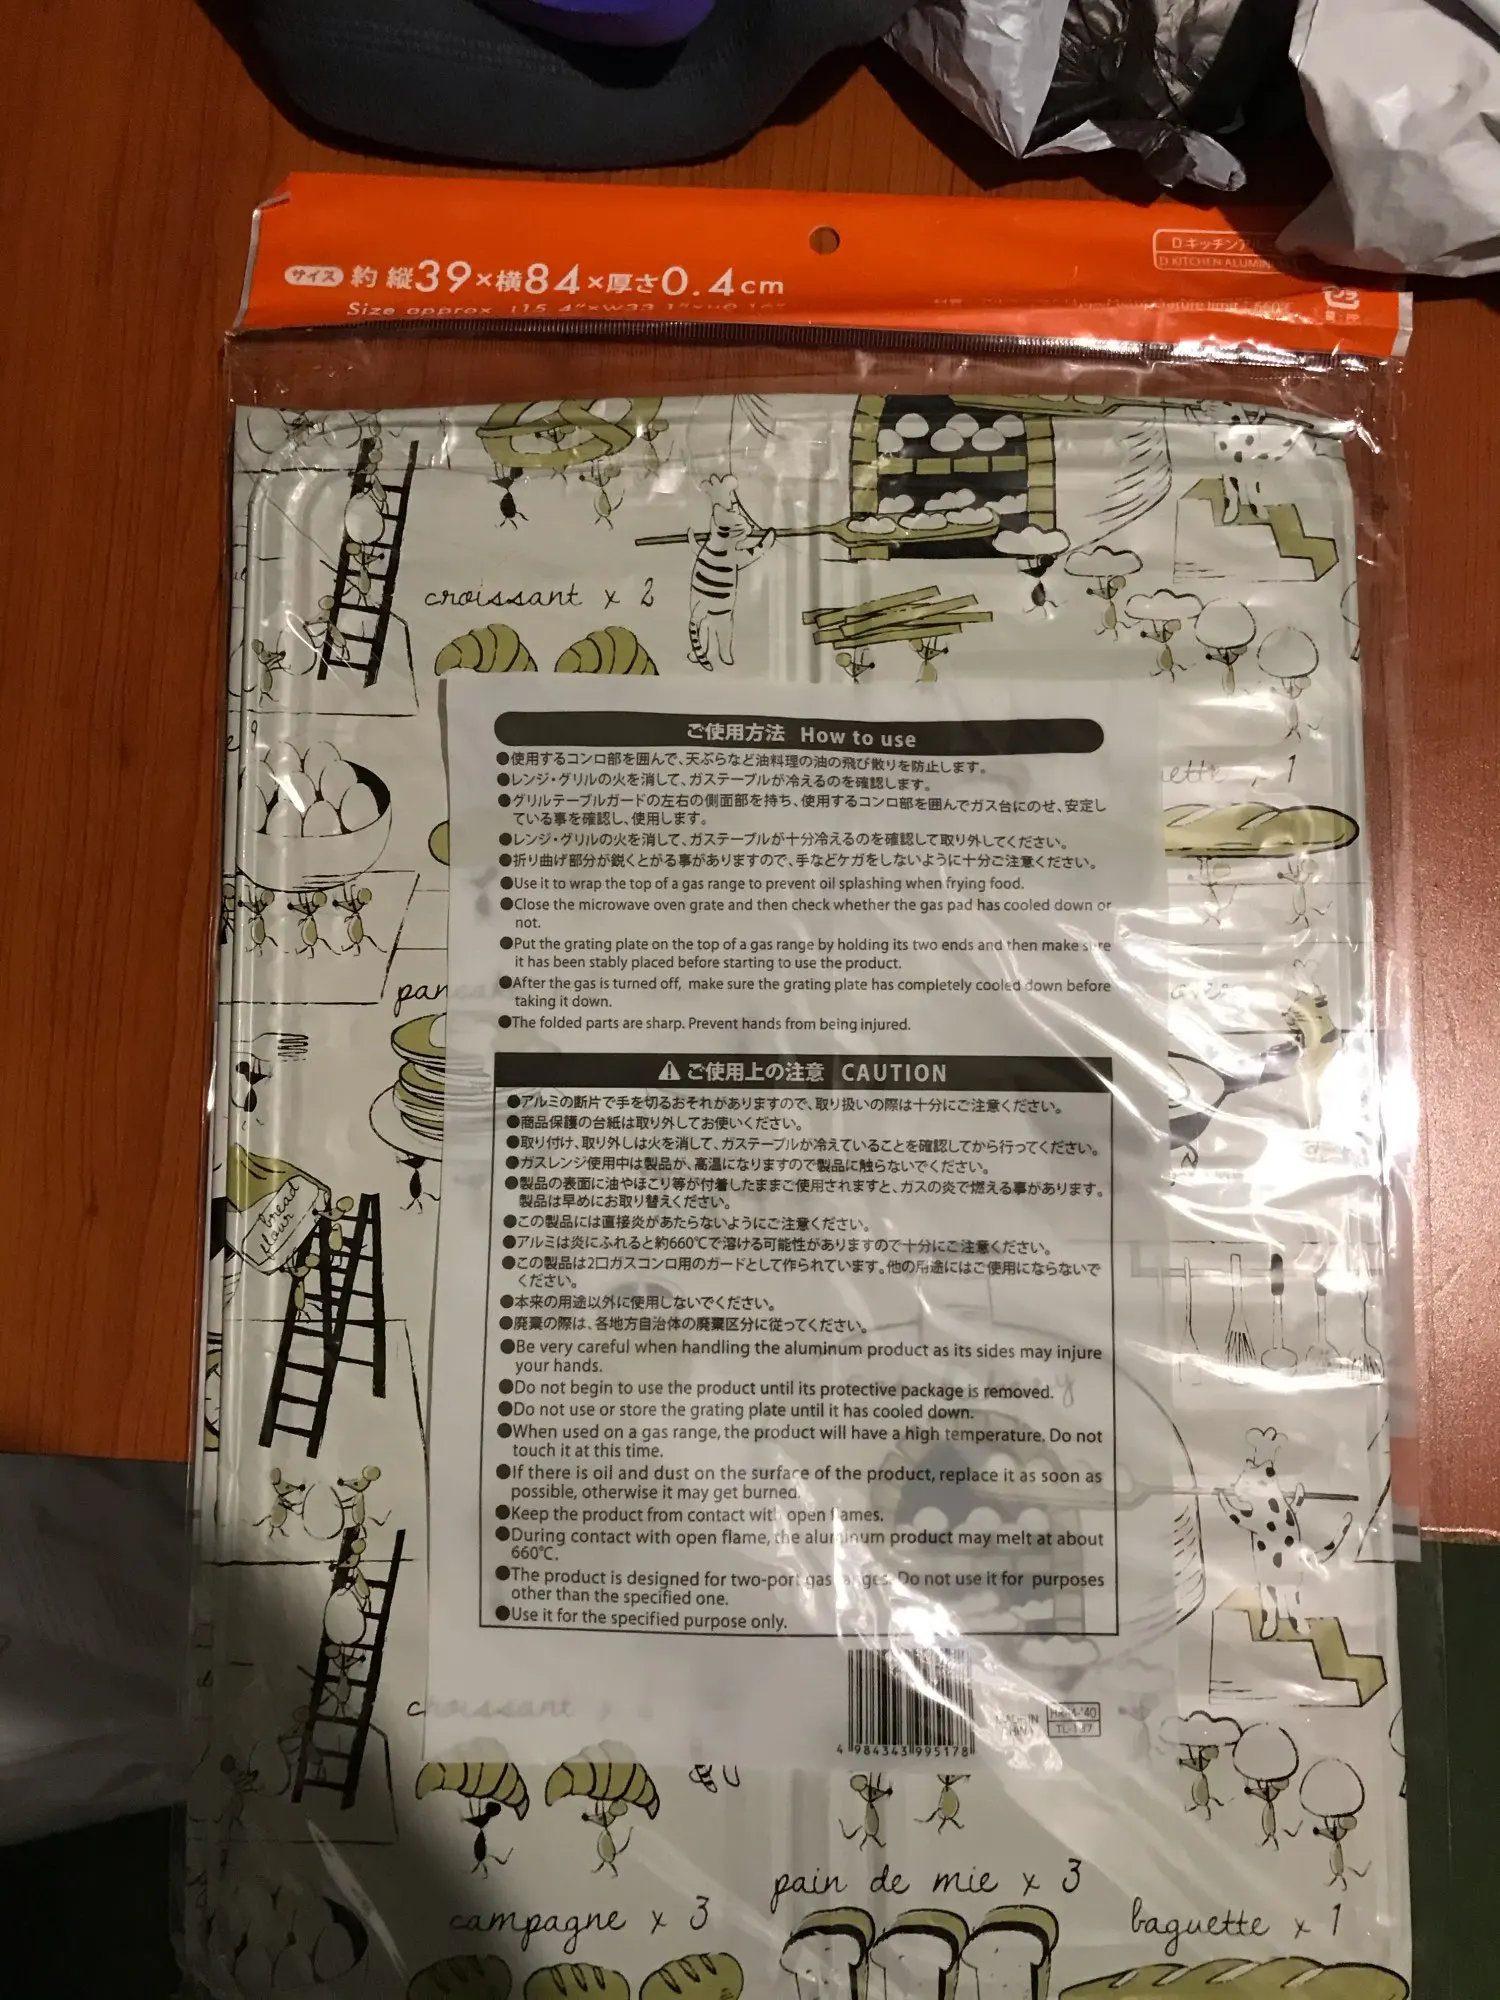 サイズ 約 縦39×横84×厚さ0.4cm
Size approx.
D キッチンアル
D KITCHEN ALUMIN
croissant x 2
1
pan
bread
flour
ご使用方法 How to use
●使用するコンロ部を囲んで、天ぷらなど油料理の油の飛び散りを防止します。
●レンジ・グリルの火を消して、ガステーブルが冷えるのを確認します。
●グリルテーブルガードの左右の側面部を持ち、使用するコンロ部を囲んでガス台にのせ、安定し
ている事を確認し、使用します。
●レンジ・グリルの火を消して、ガステーブルが十分冷えるのを確認して取り外してください。
●折り曲げ部分が鋭くとがる事がありますので、手などケガをしないように十分ご注意ください。
●Use it to wrap the top of a gas range to prevent oil splashing when frying food.
●Close the microwave oven grate and then check whether the gas pad has cooled down or
not.
●Put the grating plate on the top of a gas range by holding its two ends and then make sure
it has been stably placed before starting to use the product.
●After the gas is turned off, make sure the grating plate has completely cooled down before
taking it down.
●The folded parts are sharp. Prevent hands from being injured.
⚠ ご使用上の注意 CAUTION
●アルミの断片で手を切るおそれがありますので、取り扱いの際は十分にご注意ください。
●商品保護の台紙は取り外してお使いください。
●取り付け、取り外しは火を消して、ガステーブルが冷えていることを確認してから行ってください。
●ガスレンジ使用中は製品が、高温になりますので製品に触らないでください。
●製品の表面に油やほこり等が付着したままご使用されますと、ガスの炎で燃える事があります。
製品は早めにお取り替えください。
●この製品には直接炎があたらないようにご注意ください。
●アルミは炎にふれると約660℃で溶ける可能性がありますので十分にご注意ください。
●この製品は2口ガスコンロ用のガードとして作られています。他の用途にはご使用にならないで
ください。
●本来の用途以外に使用しないでください。
●廃棄の際は、各地方自治体の廃棄区分に従ってください。
●Be very careful when handling the aluminum product as its sides may injure
your hands.
●Do not begin to use the product until its protective package is removed.
●Do not use or store the grating plate until it has cooled down.
●When used on a gas range, the product will have a high temperature. Do not
touch it at this time.
●If there is oil and dust on the surface of the product, replace it as soon as
possible, otherwise it may get burned.
●Keep the product from contact with open flames.
●During contact with open flame, the aluminum product may melt at about
660℃.
●The product is designed for two-port gas ranges. Do not use it for purposes
other than the specified one.
●Use it for the specified purpose only.
4 984343 995178
croissant x
campagne x 3
pain de mie x 3
baguette x 1